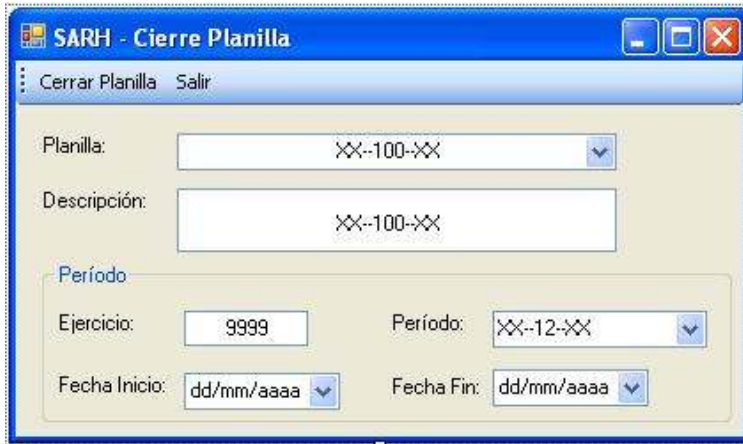 SARH - Cierre Planilla
Cerrar Planilla Salir
Planilla: XX--100--XX
Descripción: XX--100--XX
Período
Ejercicio: 9999 Período: XX--12--XX
Fecha Inicio: dd/mm/aaaa Fecha Fin: dd/mm/aaaa